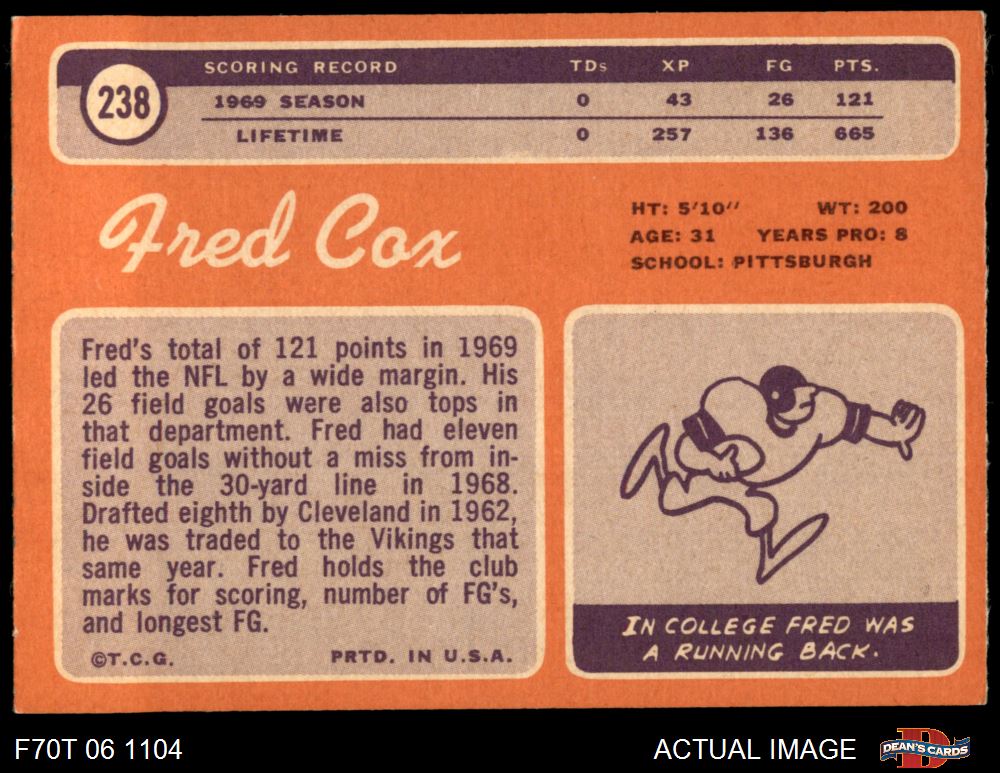 238
SCORING RECORD TDs XP FG PTS.
1969 SEASON 0 43 26 121
LIFETIME 0 257 136 665
Fred Cox
HT: 5'10'' WT: 200
AGE: 31 YEARS PRO: 8
SCHOOL: PITTSBURGH
Fred's total of 121 points in 1969
led the NFL by a wide margin. His
26 field goals were also tops in
that department. Fred had eleven
field goals without a miss from in-
side the 30-yard line in 1968.
Drafted eighth by Cleveland in 1962,
he was traded to the Vikings that
same year. Fred holds the club
marks for scoring, number of FG's,
and longest FG.
©T.C.G. PRTD. IN U.S.A.
IN COLLEGE FRED WAS
A RUNNING BACK.
F70T 06 1104
ACTUAL IMAGE
D
DEAN'S CARDS